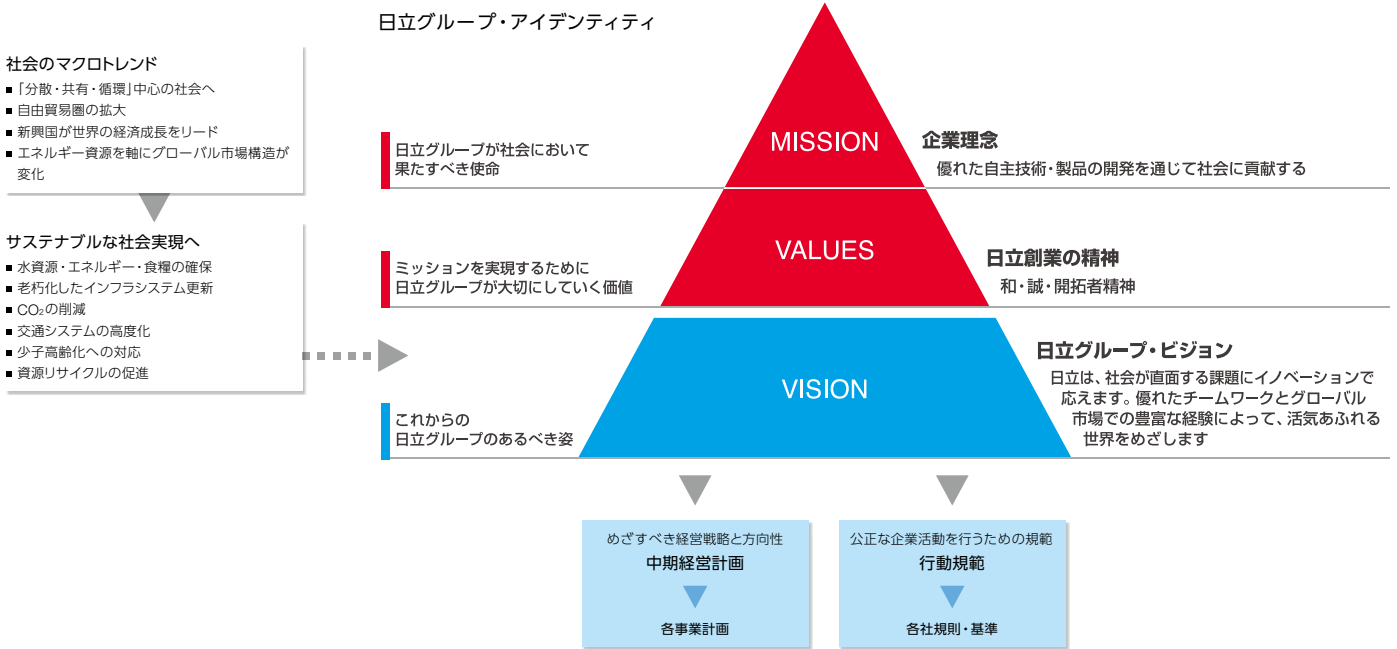 日立グループ・アイデンティティ
社会のマクロトレンド
■ 「分散・共有・循環」中心の社会へ
■ 自由貿易圏の拡大
■ 新興国が世界の経済成長をリード
■ エネルギー資源を軸にグローバル市場構造が
変化
サステナブルな社会実現へ
■ 水資源・エネルギー・食糧の確保
■ 老朽化したインフラシステム更新
■ CO₂の削減
■ 交通システムの高度化
■ 少子高齢化への対応
■ 資源リサイクルの促進
日立グループが社会において
果たすべき使命
MISSION
企業理念
優れた自主技術・製品の開発を通じて社会に貢献する
ミッションを実現するために
日立グループが大切にしていく価値
VALUES
日立創業の精神
和・誠・開拓者精神
これからの
日立グループのあるべき姿
VISION
日立グループ・ビジョン
日立は、社会が直面する課題にイノベーションで
応えます。優れたチームワークとグローバル
市場での豊富な経験によって、活気あふれる
世界をめざします
めざすべき経営戦略と方向性
中期経営計画
各事業計画
公正な企業活動を行うための規範
行動規範
各社規則・基準